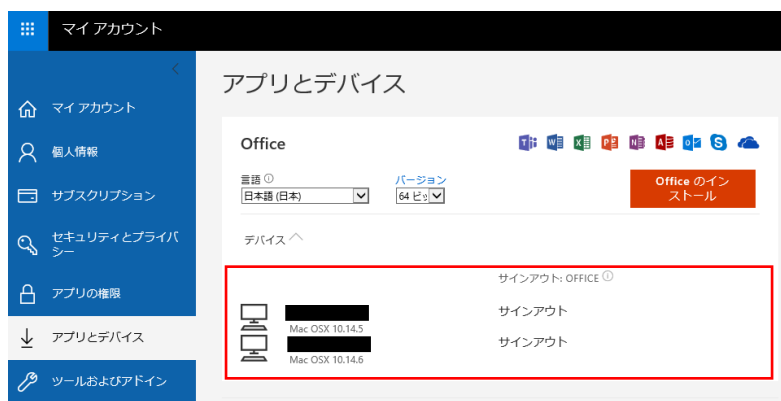 マイ アカウント
アプリとデバイス
マイ アカウント
個人情報
サブスクリプション
セキュリティとプライバ
シー
アプリの権限
アプリとデバイス
ツールおよびアドイン
Office
言語
バージョン
日本語 (日本)
64 ビッ
Office のイン
ストール
デバイス
サインアウト: OFFICE
サインアウト
Mac OSX 10.14.5
サインアウト
Mac OSX 10.14.6